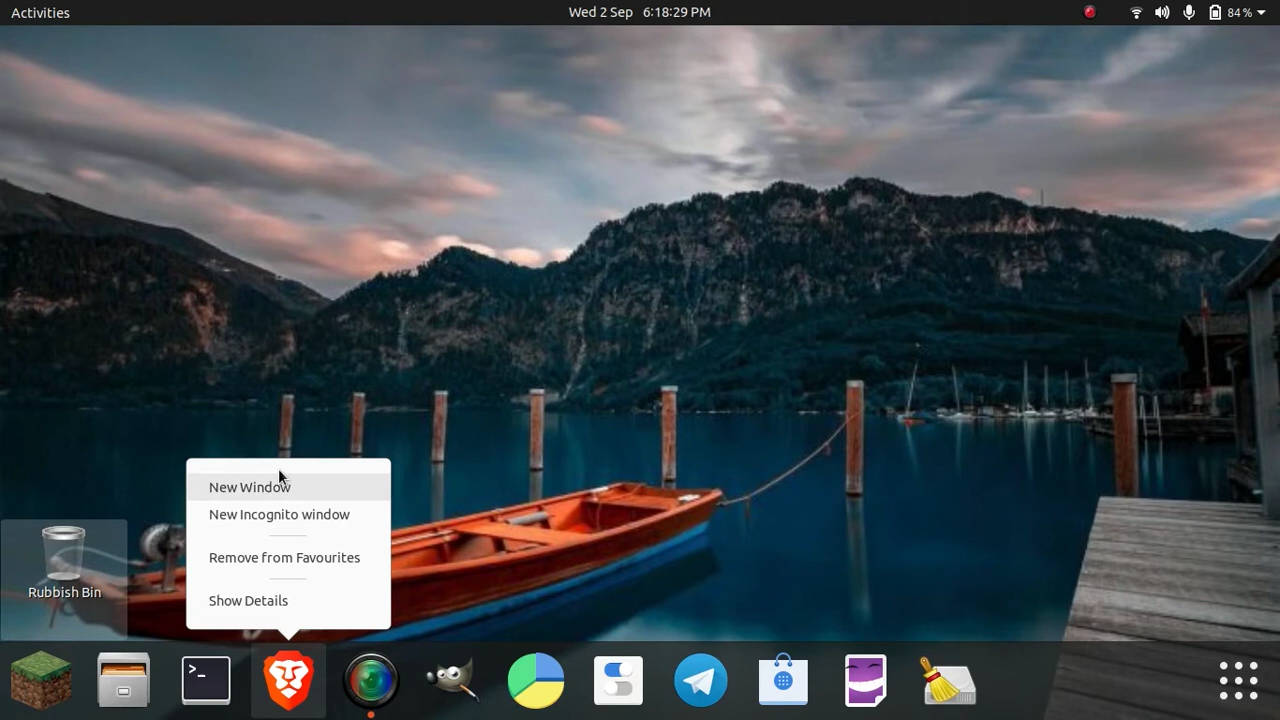 Activities
Wed 2 Sep 6:18:29 PM
84 %
New Window
New Incognito window
Remove from Favourites
Show Details
Rubbish Bin
>_